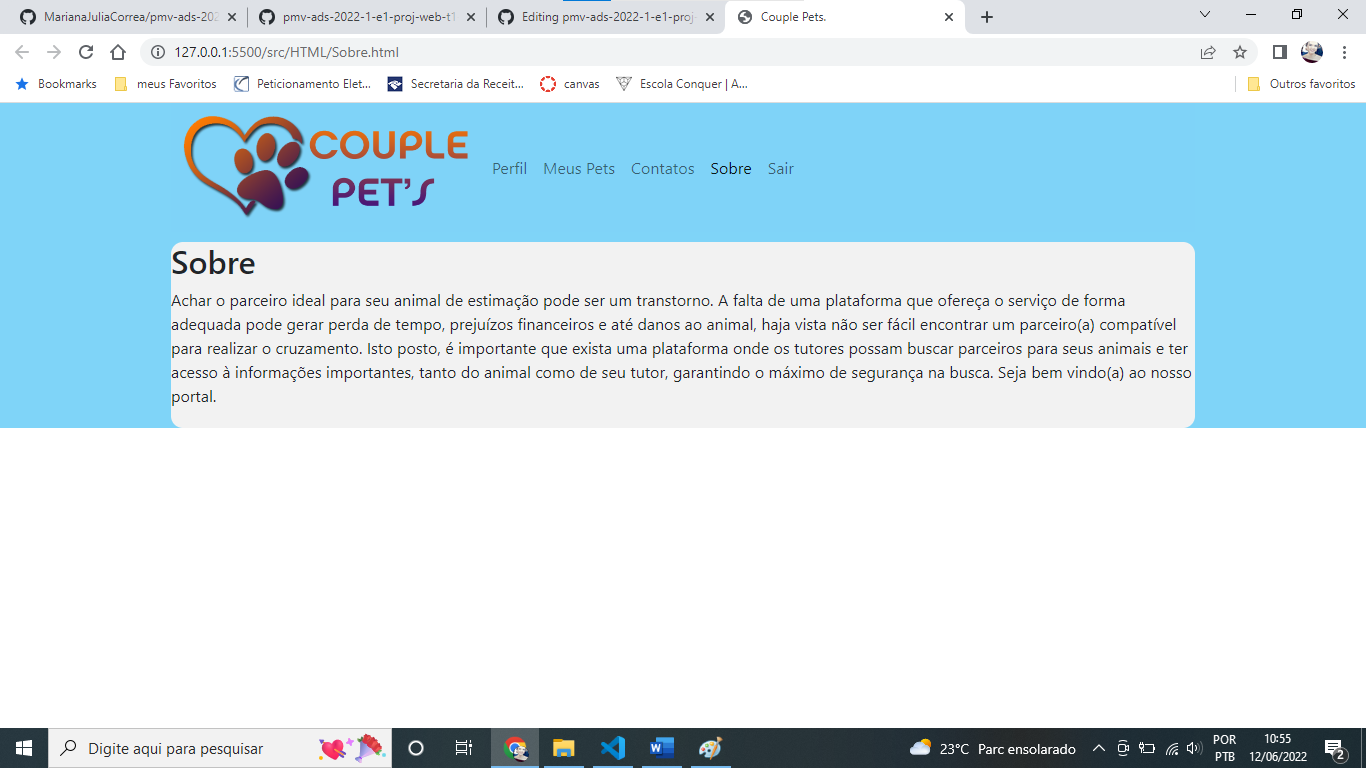 MarianaJuliaCorrea/pmv-ads-202
pmv-ads-2022-1-e1-proj-web-t1
Editing pmv-ads-2022-1-e1-proj
Couple Pets.
127.0.0.1:5500/src/HTML/Sobre.html
Bookmarks
meus Favoritos
Peticionamento Elet...
Secretaria da Receit...
canvas
Escola Conquer | A...
Outros favoritos
COUPLE
PET'S
Perfil
Meus Pets
Contatos
Sobre
Sair
Sobre
Achar o parceiro ideal para seu animal de estimação pode ser um transtorno. A falta de uma plataforma que ofereça o serviço de forma
adequada pode gerar perda de tempo, prejuízos financeiros e até danos ao animal, haja vista não ser fácil encontrar um parceiro(a) compatível
para realizar o cruzamento. Isto posto, é importante que exista uma plataforma onde os tutores possam buscar parceiros para seus animais e ter
acesso à informações importantes, tanto do animal como de seu tutor, garantindo o máximo de segurança na busca. Seja bem vindo(a) ao nosso
portal.
Digite aqui para pesquisar
23°C Parc ensolarado
POR
PTB
10:55
12/06/2022
2